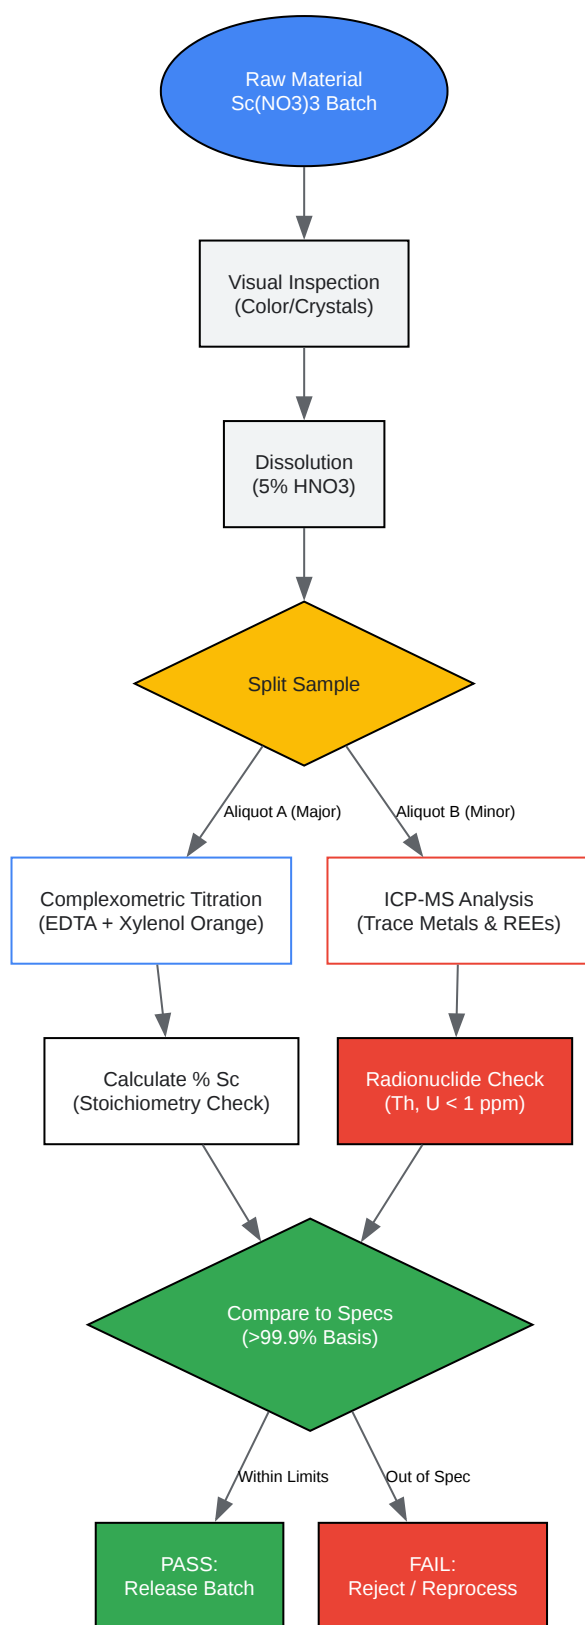 Raw Material
Sc(NO3)3 Batch
Visual Inspection
(Color/Crystals)
Dissolution
(5% HNO3)
Split Sample
Aliquot A (Major)
Aliquot B (Minor)
Complexometric Titration
(EDTA + Xylenol Orange)
ICP-MS Analysis
(Trace Metals & REEs)
Calculate % Sc
(Stoichiometry Check)
Radionuclide Check
(Th, U < 1 ppm)
Compare to Specs
(>99.9% Basis)
Within Limits
Out of Spec
PASS:
Release Batch
FAIL:
Reject / Reprocess